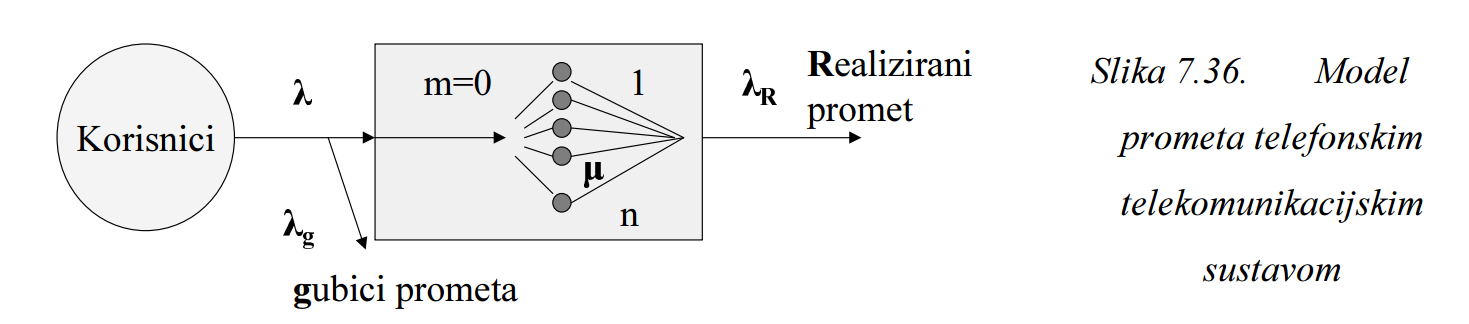 Korisnici
λ
λg
gubici prometa
m=0
1
μ
n
λR
Realizirani
promet
Slika 7.36. Model
prometa telefonskim
telekomunikacijskim
sustavom